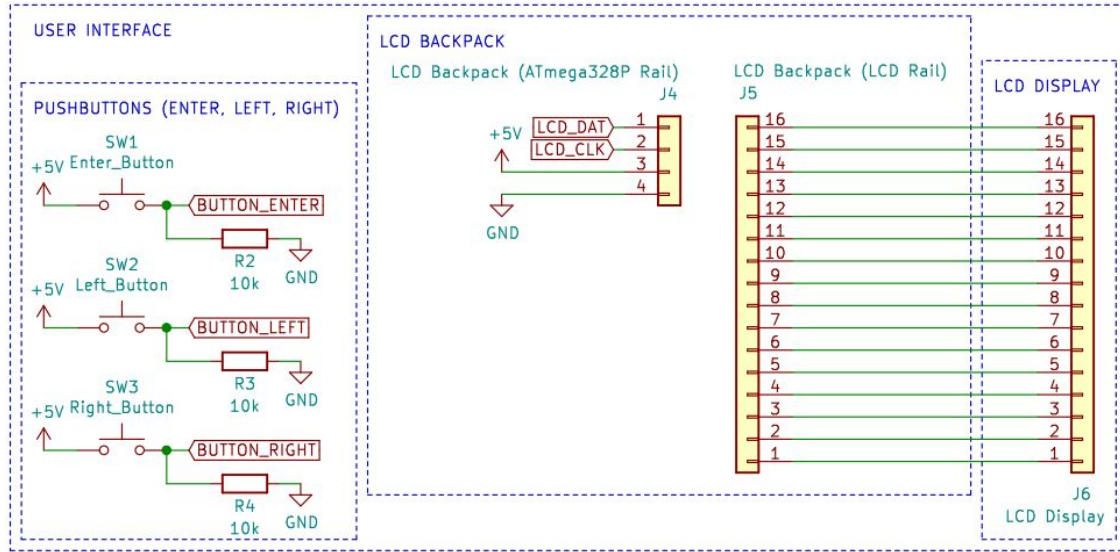 USER INTERFACE
PUSHBUTTONS (ENTER, LEFT, RIGHT)
SW1
Enter_Button
+5V
BUTTON_ENTER
R2
10k
GND
SW2
Left_Button
+5V
BUTTON_LEFT
R3
10k
GND
SW3
Right_Button
+5V
BUTTON_RIGHT
R4
10k
GND
LCD BACKPACK
LCD Backpack (ATmega328P Rail)
J4
+5V
LCD_DAT
1
LCD_CLK
2
3
4
GND
LCD Backpack (LCD Rail)
J5
16
15
14
13
12
11
10
9
8
7
6
5
4
3
2
1
LCD DISPLAY
16
15
14
13
12
11
10
9
8
7
6
5
4
3
2
1
J6
LCD Display